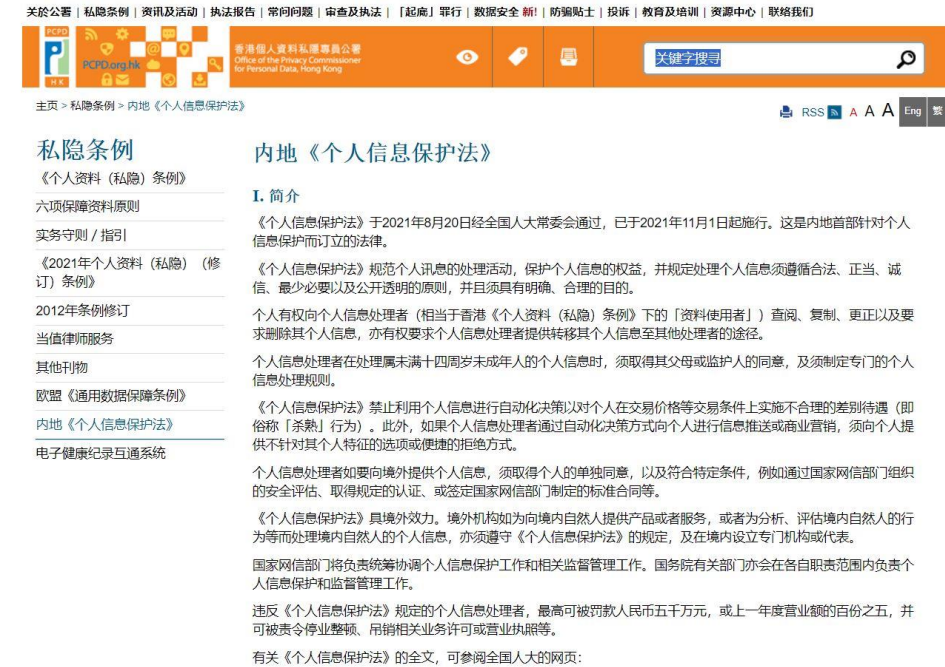 关於公署 | 私隐条例 | 资讯及活动 | 执法报告 | 常问问题 | 审查及执法 | 「起底」罪行 | 数据安全 新! | 防骗贴士 | 投诉 | 教育及培训 | 资源中心 | 联络我们
PCPD
HK
PCPD.org.hk
香港個人資料私隱專員公署
Office of the Privacy Commissioner
for Personal Data, Hong Kong
关键字搜寻
主页 > 私隐条例 > 内地《个人信息保护法》
RSS A A A Eng 繁
私隐条例
《个人资料（私隐）条例》
六项保障资料原则
实务守则 / 指引
《2021年个人资料（私隐）（修
订）条例》
2012年条例修订
当值律师服务
其他刊物
欧盟《通用数据保障条例》
内地《个人信息保护法》
电子健康纪录互通系统
内地《个人信息保护法》
I. 简介
《个人信息保护法》于2021年8月20日经全国人大常委会通过，已于2021年11月1日起施行。这是内地首部针对个人
信息保护而订立的法律。
《个人信息保护法》规范个人讯息的处理活动，保护个人信息的权益，并规定处理个人信息须遵循合法、正当、诚
信、最少必要以及公开透明的原则，并且须具有明确、合理的目的。
个人有权向个人信息处理者（相当于香港《个人资料（私隐）条例》下的「资料使用者」）查阅、复制、更正以及要
求删除其个人信息，亦有权要求个人信息处理者提供转移其个人信息至其他处理者的途径。
个人信息处理者在处理属未满十四周岁未成年人的个人信息时，须取得其父母或监护人的同意，及须制定专门的个人
信息处理规则。
《个人信息保护法》禁止利用个人信息进行自动化决策以对个人在交易价格等交易条件上实施不合理的差别待遇（即
俗称「杀熟」行为）。此外，如果个人信息处理者通过自动化决策方式向个人进行信息推送或商业营销，须向个人提
供不针对其个人特征的选项或便捷的拒绝方式。
个人信息处理者如要向境外提供个人信息，须取得个人的单独同意，以及符合特定条件，例如通过国家网信部门组织
的安全评估、取得规定的认证、或签定国家网信部门制定的标准合同等。
《个人信息保护法》具境外效力。境外机构如为向境内自然人提供产品或者服务，或者为分析、评估境内自然人的行
为等而处理境内自然人的个人信息，亦须遵守《个人信息保护法》的规定，及在境内设立专门机构或代表。
国家网信部门将负责统筹协调个人信息保护工作和相关监督管理工作。国务院有关部门亦会在各自职责范围内负责个
人信息保护和监督管理工作。
违反《个人信息保护法》规定的个人信息处理者，最高可被罚款人民币五千万元，或上一年度营业额的百份之五，并
可被责令停业整顿、吊销相关业务许可或营业执照等。
有关《个人信息保护法》的全文，可参阅全国人大的网页：